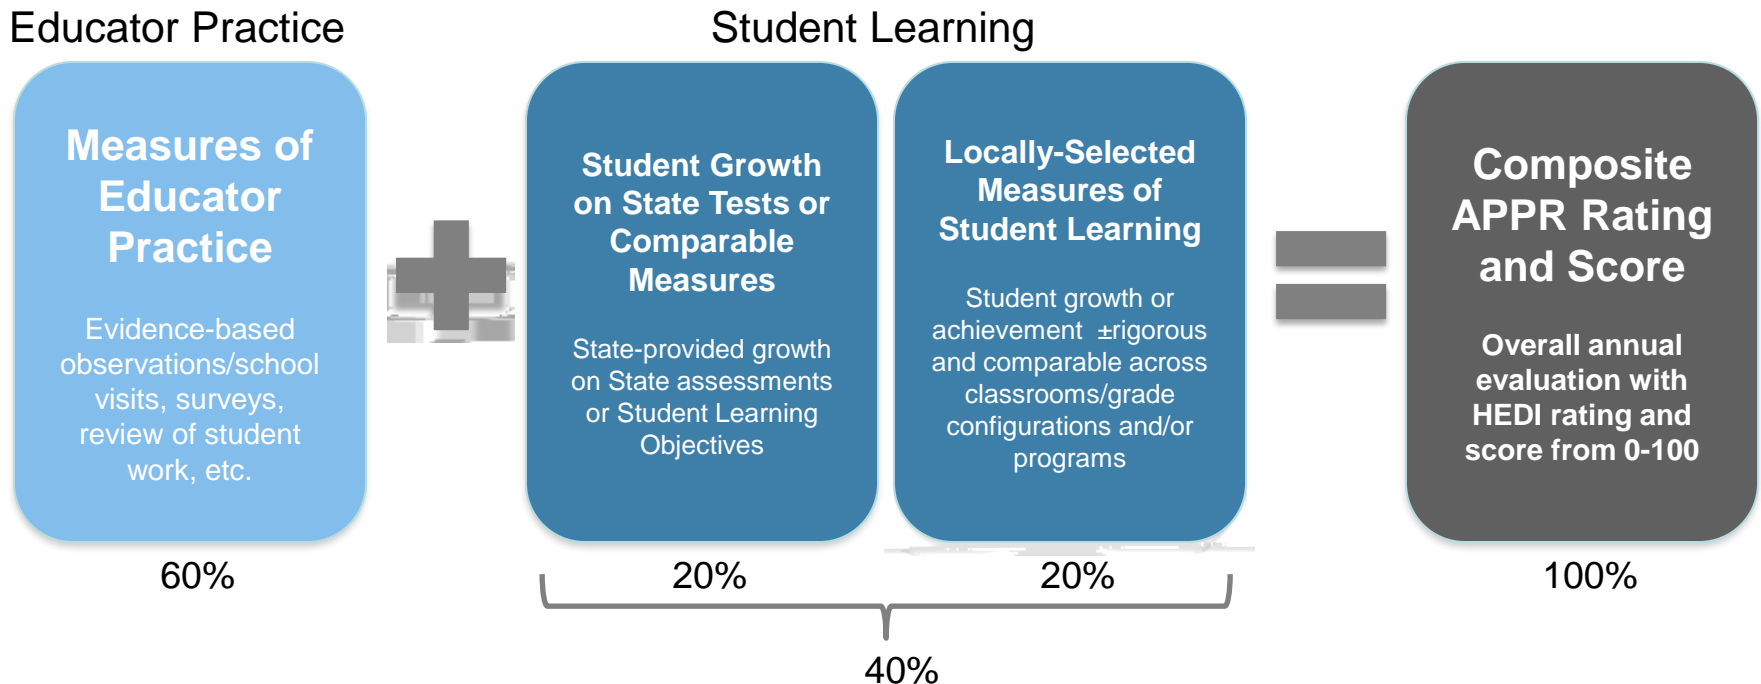 Educator Practice
Student Learning
Measures of
Educator
Practice
Evidence-based
observations/school
visits, surveys,
review of student
work, etc.
Student Growth
on State Tests or
Comparable
Measures
State-provided growth
on State assessments
or Student Learning
Objectives
Locally-Selected
Measures of
Student Learning
Student growth or
achievement ±rigorous
and comparable across
classrooms/grade
configurations and/or
programs
Composite
APPR Rating
and Score
Overall annual
evaluation with
HEDI rating and
score from 0-100
60%
20%
20%
100%
40%